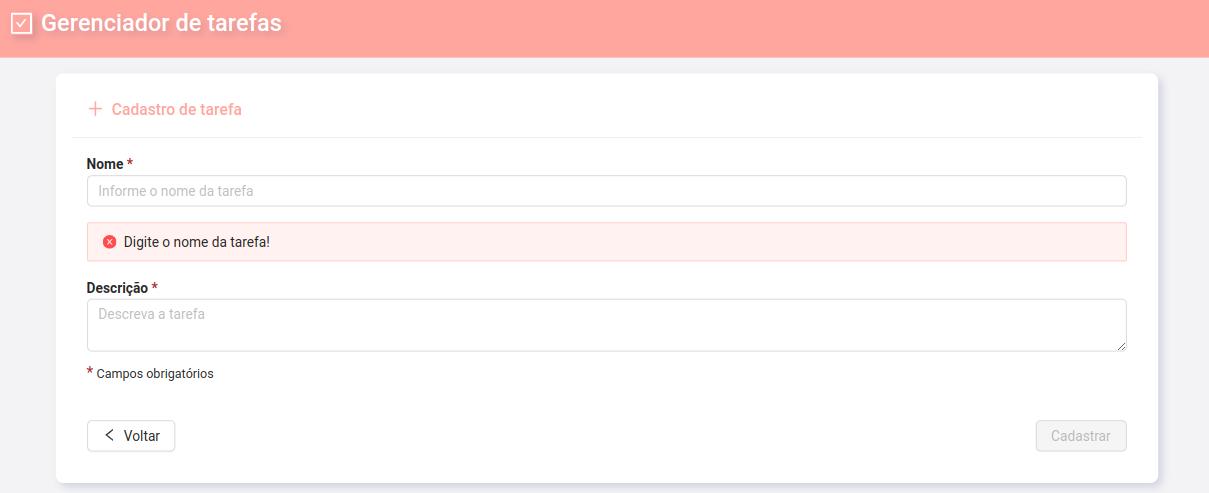 Gerenciador de tarefas
Cadastro de tarefa
Nome *
Informe o nome da tarefa
Digite o nome da tarefa!
Descrição *
Descreva a tarefa
* Campos obrigatórios
Voltar
Cadastrar